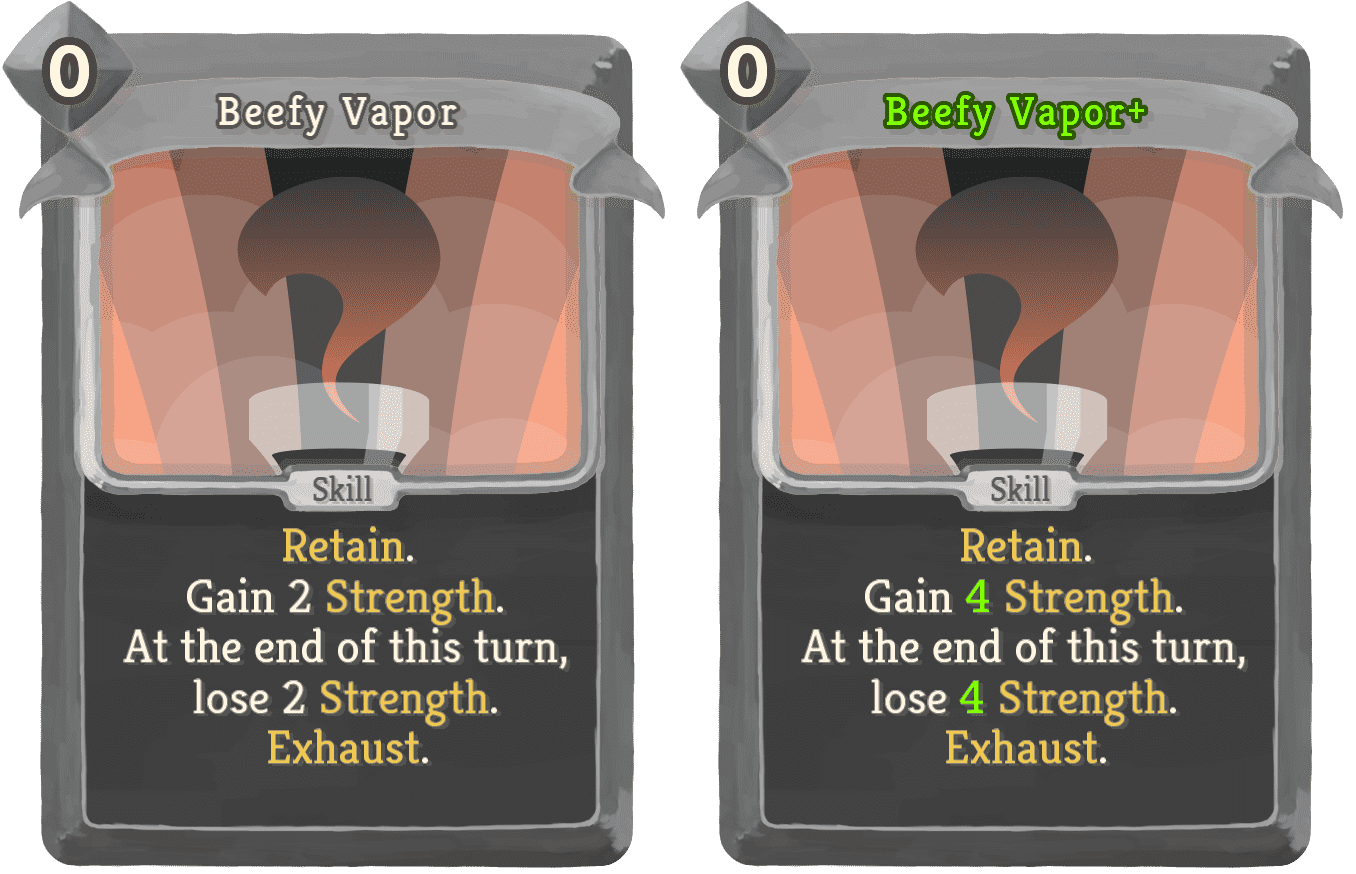 0
Beefy Vapor
Skill
Retain.
Gain 2 Strength.
At the end of this turn,
lose 2 Strength.
Exhaust.
0
Beefy Vapor+
Skill
Retain.
Gain 4 Strength.
At the end of this turn,
lose 4 Strength.
Exhaust.